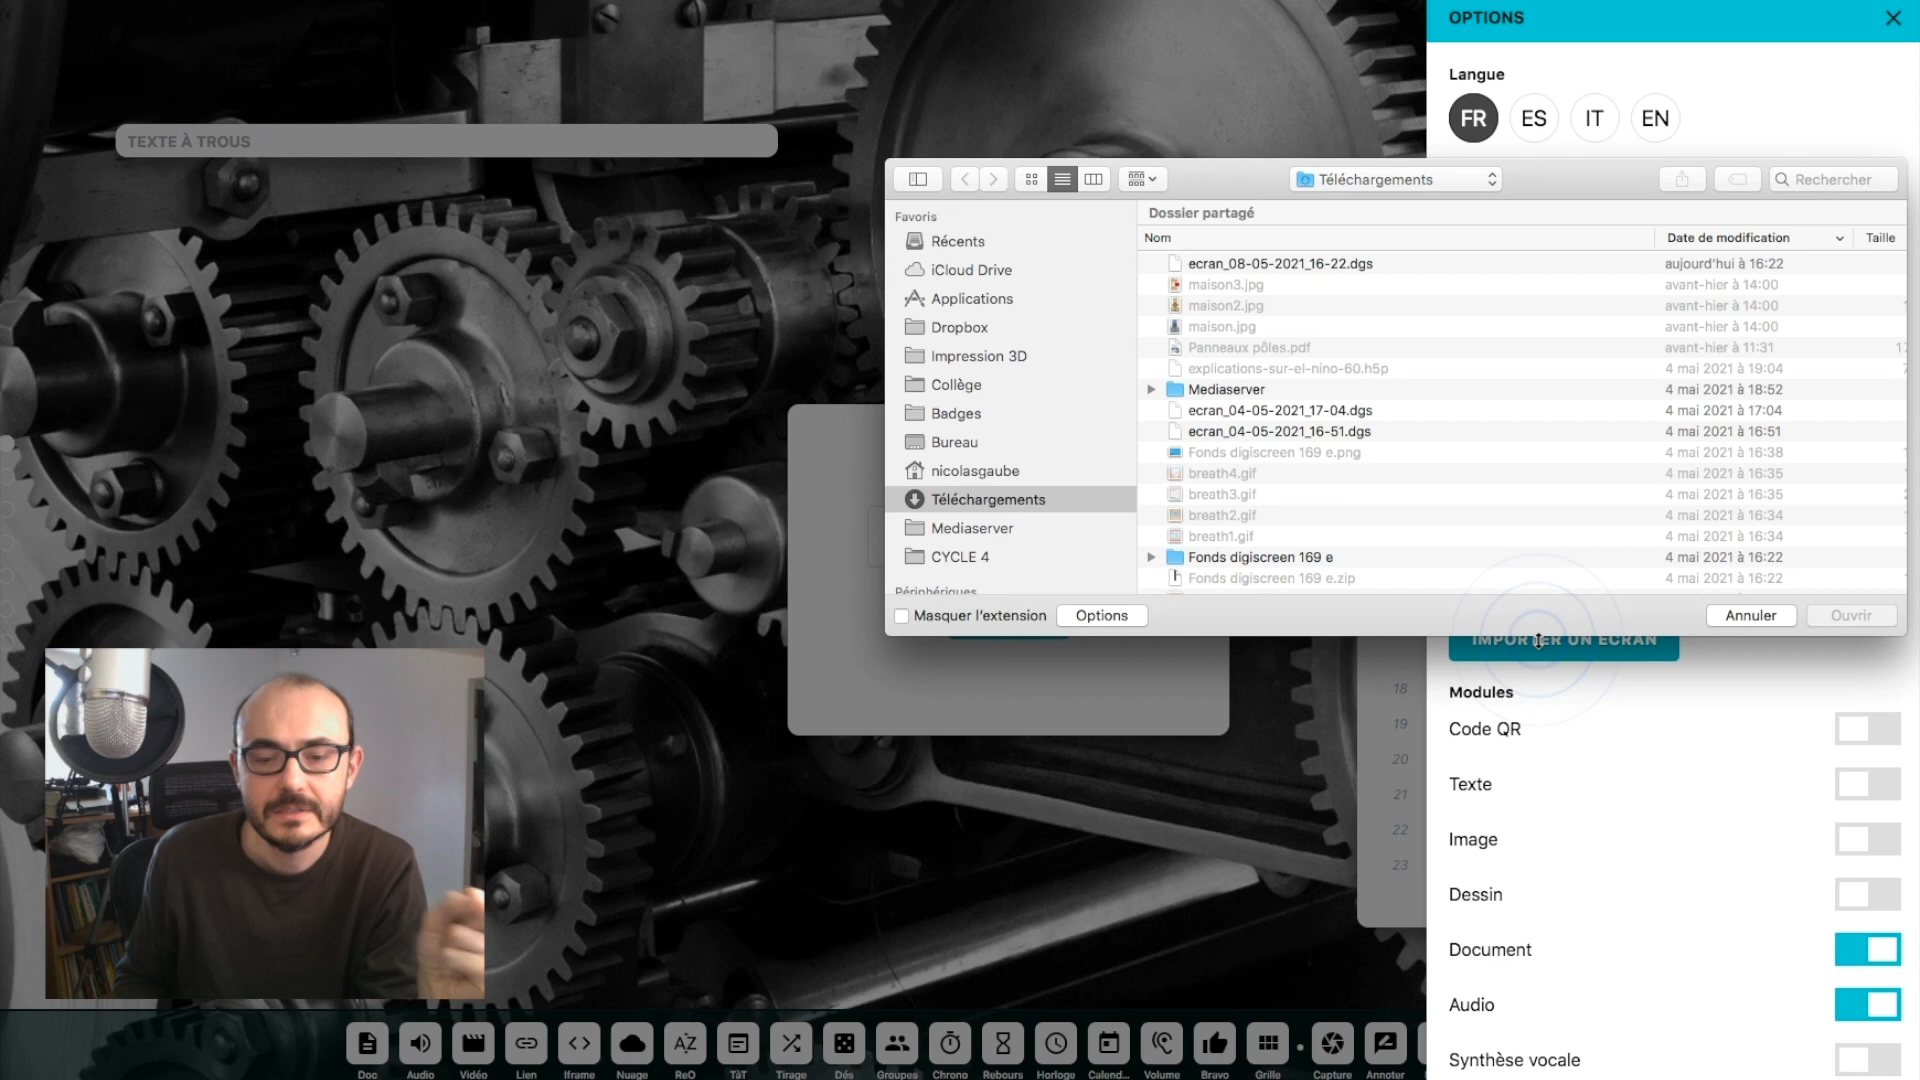 OPTIONS
Langue
FR ES IT EN
TEXTE À TROUS
Téléchargements
Rechercher
Favoris
Récents
iCloud Drive
Applications
Dropbox
Impression 3D
Collège
Badges
Bureau
nicolasgaube
Téléchargements
Mediaserver
CYCLE 4
Périphériques
Dossier partagé
Nom Date de modification Taille
ecran_08-05-2021_16-22.dgs aujourd'hui à 16:22
maison3.jpg avant-hier à 14:00
maison2.jpg avant-hier à 14:00
maison.jpg avant-hier à 14:00
Panneaux pôles.pdf avant-hier à 11:31
explications-sur-el-nino-60.h5p 4 mai 2021 à 19:04
Mediaserver 4 mai 2021 à 18:52
ecran_04-05-2021_17-04.dgs 4 mai 2021 à 17:04
ecran_04-05-2021_16-51.dgs 4 mai 2021 à 16:51
Fonds digiscreen 169 e.png 4 mai 2021 à 16:38
breath4.gif 4 mai 2021 à 16:35
breath3.gif 4 mai 2021 à 16:35
breath2.gif 4 mai 2021 à 16:34
breath1.gif 4 mai 2021 à 16:34
Fonds digiscreen 169 e 4 mai 2021 à 16:22
Fonds digiscreen 169 e.zip 4 mai 2021 à 16:22
Masquer l'extension Options Annuler Ouvrir
IMPORTER UN ÉCRAN
18
19
20
21
22
23
Modules
Code QR
Texte
Image
Dessin
Document
Audio
Synthèse vocale
Doc Audio Vidéo Lien Iframe Nuage ReO TàT Tirage Dés Groupes Chrono Rebours Horloge Calend... Volume Bravo Grille Capture Annoter